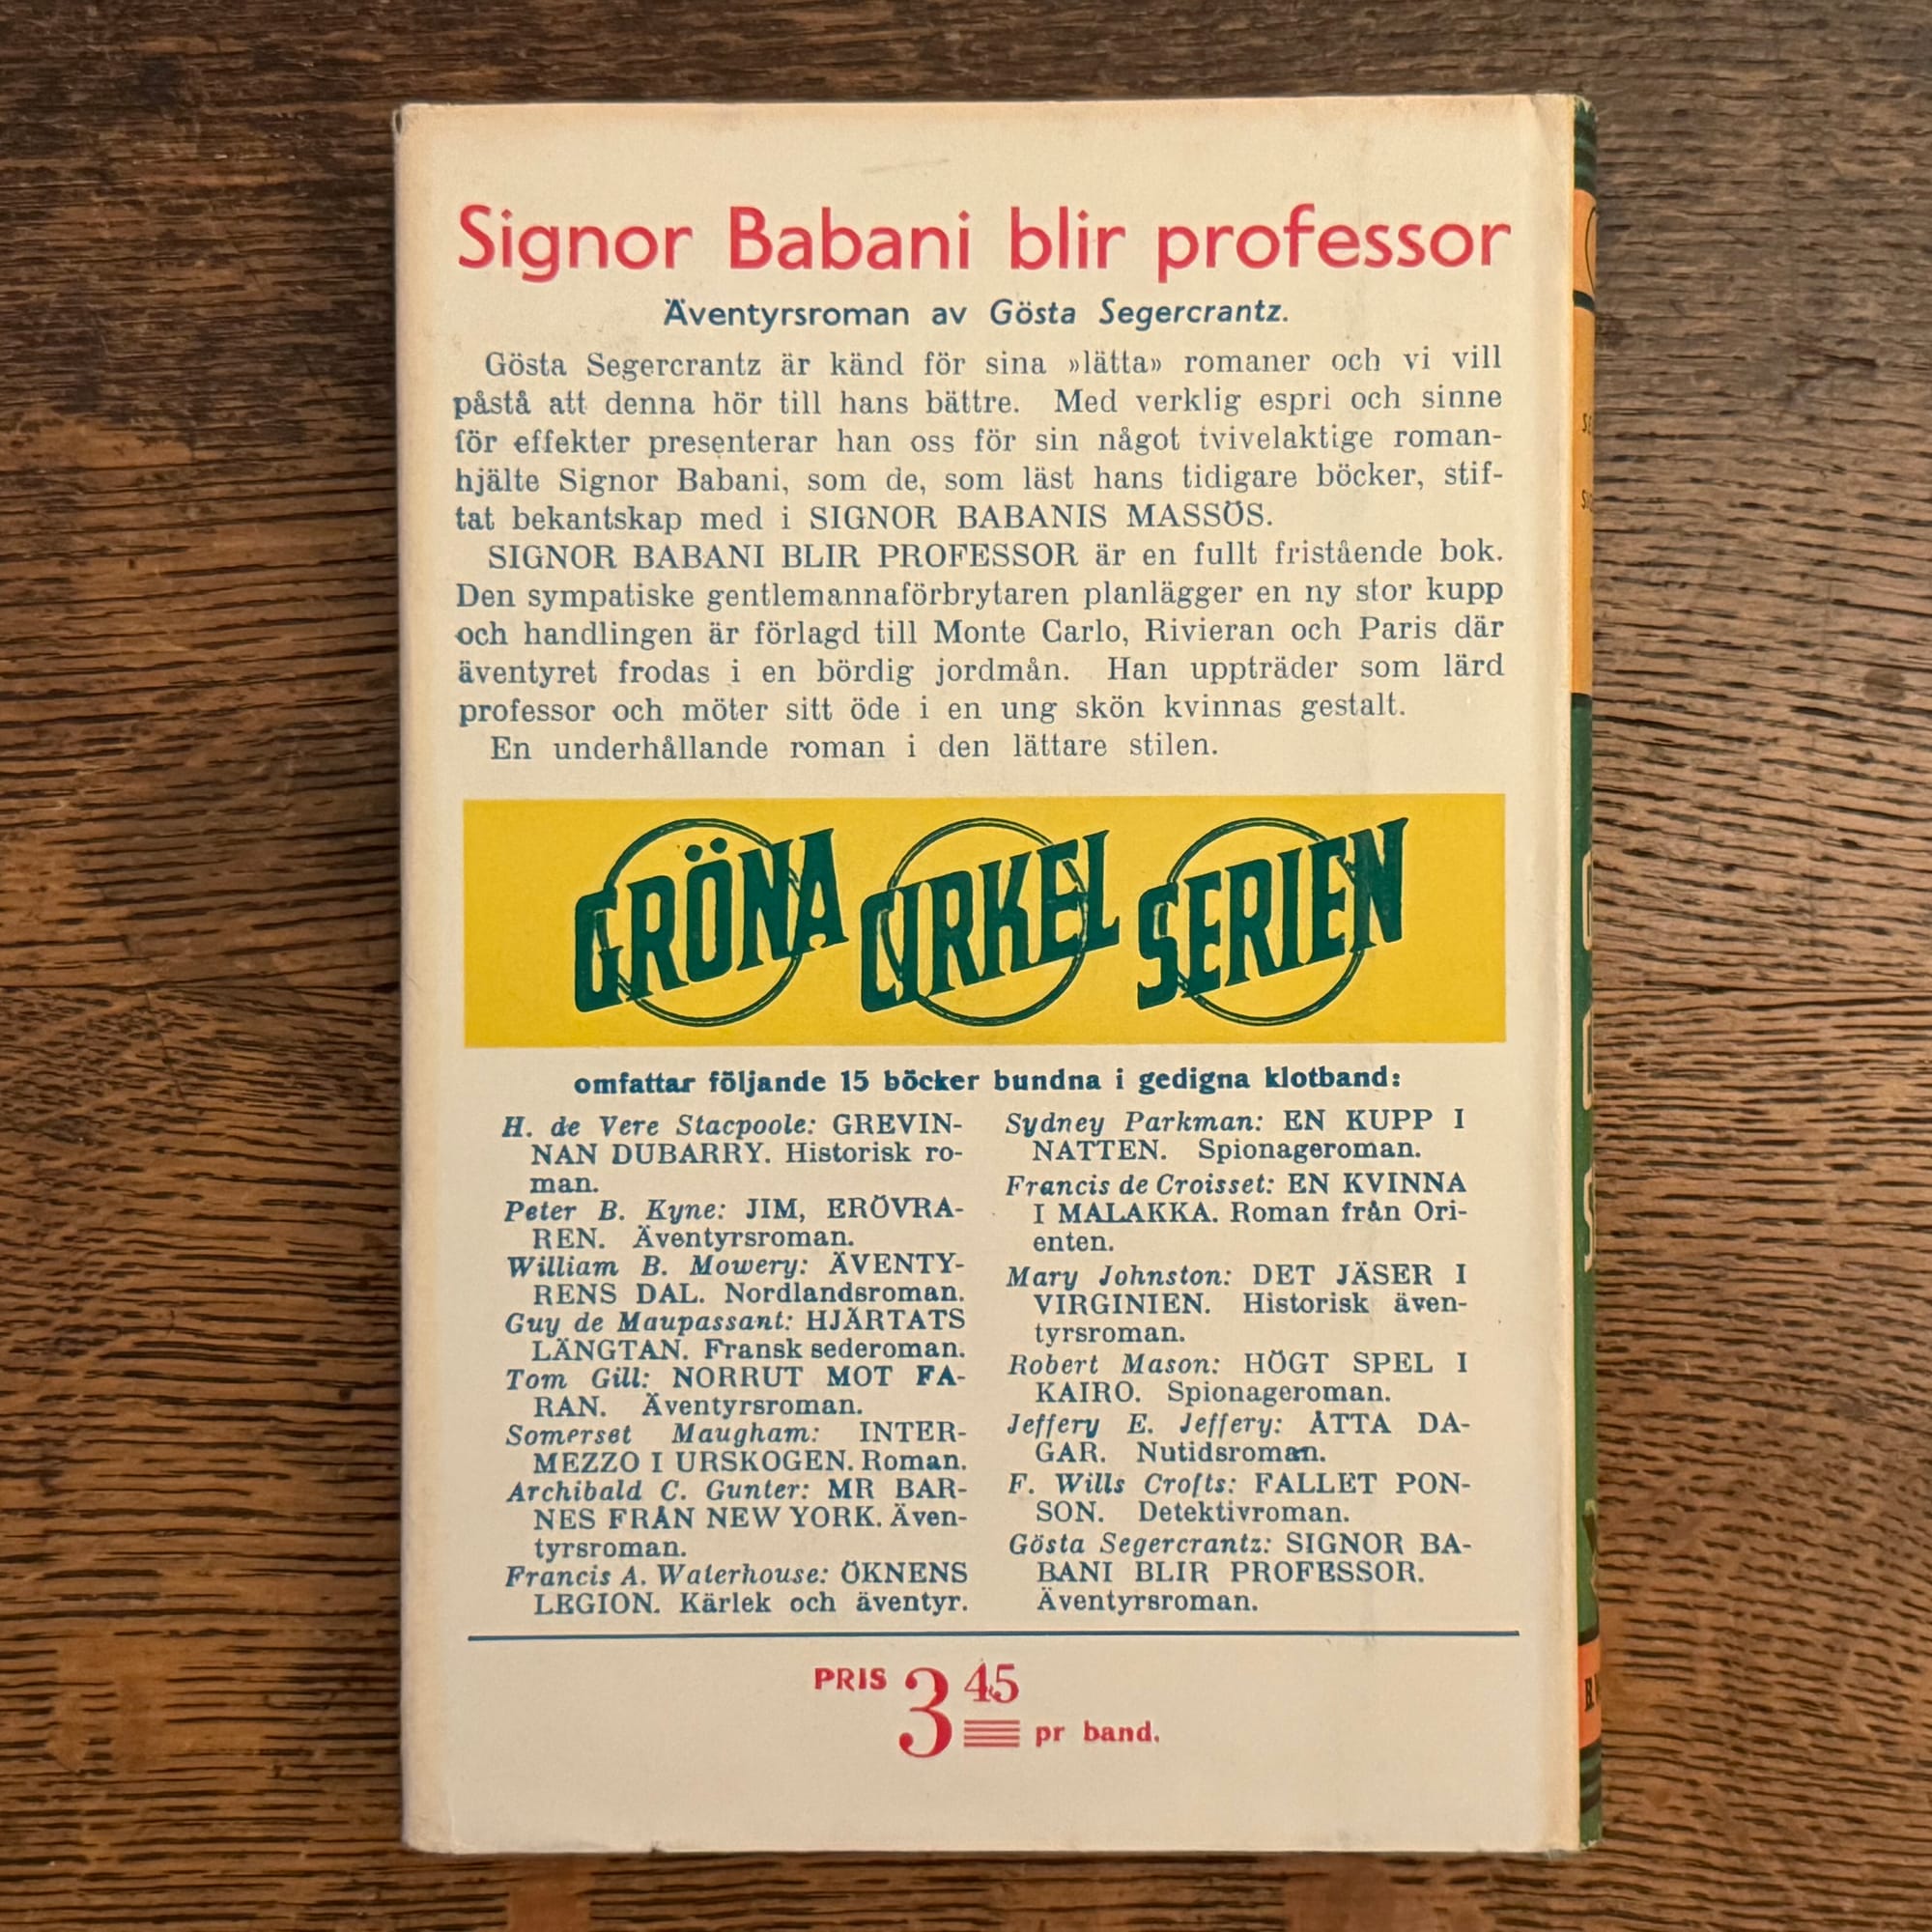 Signor Babani blir professor
Äventyrsroman av Gösta Segercrantz.
Gösta Segercrantz är känd för sina »lätta» romaner och vi vill
påstå att denna hör till hans bättre. Med verklig espri och sinne
för effekter presenterar han oss för sin något tvivelaktige roman-
hjälte Signor Babani, som de, som läst hans tidigare böcker, stif-
tat bekantskap med i SIGNOR BABANIS MASSÖS.
SIGNOR BABANI BLIR PROFESSOR är en fullt fristående bok.
Den sympatiske gentlemannaförbrytaren planlägger en ny stor kupp
och handlingen är förlagd till Monte Carlo, Rivieran och Paris där
äventyret frodas i en bördig jordmån. Han uppträder som lärd
professor och möter sitt öde i en ung skön kvinnas gestalt.
En underhållande roman i den lättare stilen.
GRÖNA CIRKEL SERIEN
omfattar följande 15 böcker bundna i gedigna klotband:
H. de Vere Stacpoole: GREVIN-
NAN DUBARRY. Historisk ro-
man.
Peter B. Kyne: JIM, ERÖVRA-
REN. Äventyrsroman.
William B. Mowery: ÄVENTY-
RENS DAL. Nordlandsroman.
Guy de Maupassant: HJÄRTATS
LÄNGTAN. Fransk sederoman.
Tom Gill: NORRUT MOT FA-
RAN. Äventyrsroman.
Somerset Maugham: INTER-
MEZZO I URSKOGEN. Roman.
Archibald C. Gunter: MR BAR-
NES FRÅN NEW YORK. Även-
tyrsroman.
Francis A. Waterhouse: ÖKNENS
LEGION. Kärlek och äventyr.
Sydney Parkman: EN KUPP I
NATTEN. Spionageroman.
Francis de Croisset: EN KVINNA
I MALAKKA. Roman från Ori-
enten.
Mary Johnston: DET JÄSER I
VIRGINIEN. Historisk även-
tyrsroman.
Robert Mason: HÖGT SPEL I
KAIRO. Spionageroman.
Jeffery E. Jeffery: ÅTTA DA-
GAR. Nutidsroman.
F. Wills Crofts: FALLET PON-
SON. Detektivroman.
Gösta Segercrantz: SIGNOR BA-
BANI BLIR PROFESSOR.
Äventyrsroman.
PRIS 3 45 pr band.